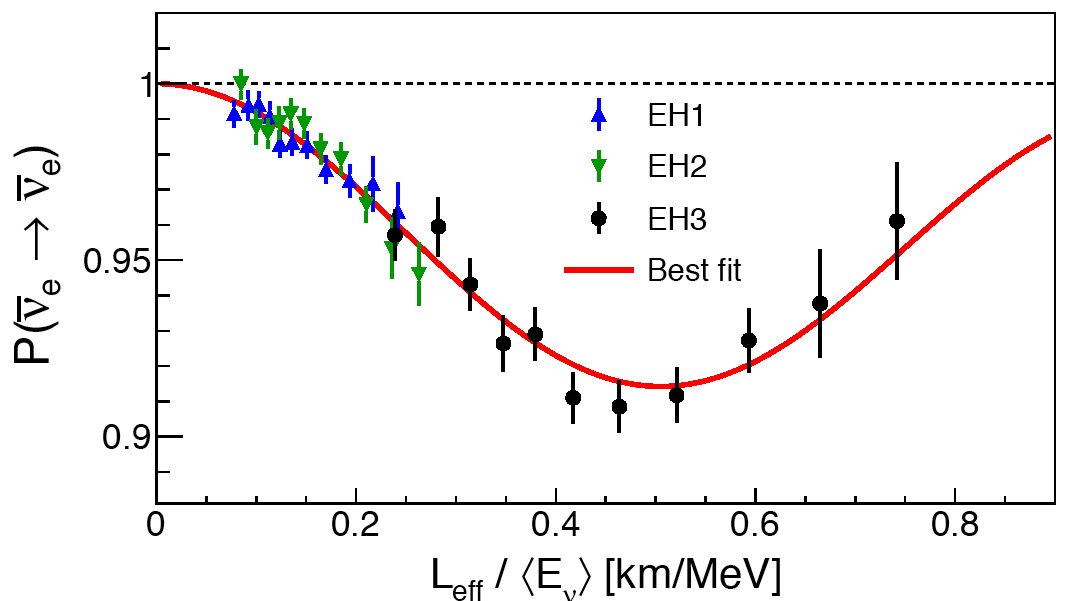 P(ν̅e → ν̅e)
1
0.95
0.9
EH1
EH2
EH3
Best fit
0 0.2 0.4 0.6 0.8
Leff / ⟨Eν⟩ [km/MeV]